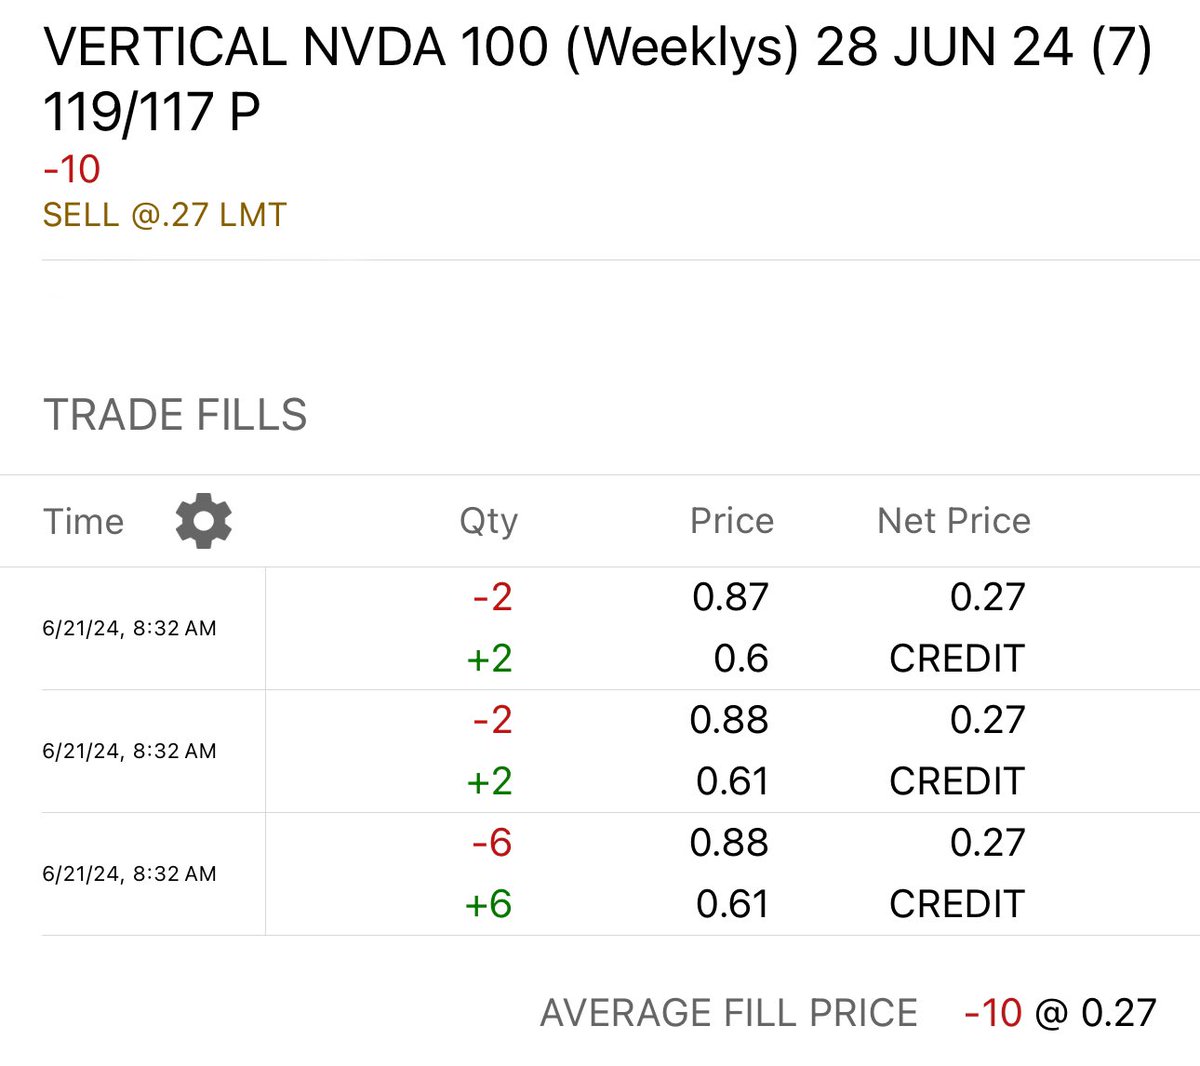 VERTICAL NVDA 100 (Weeklys) 28 JUN 24 (7)
119/117 P
-10
SELL @.27 LMT
TRADE FILLS
Time Qty Price Net Price
-2 0.87 0.27
6/21/24, 8:32 AM
+2 0.6 CREDIT
-2 0.88 0.27
6/21/24, 8:32 AM
+2 0.61 CREDIT
-6 0.88 0.27
6/21/24, 8:32 AM
+6 0.61 CREDIT
AVERAGE FILL PRICE -10 @ 0.27